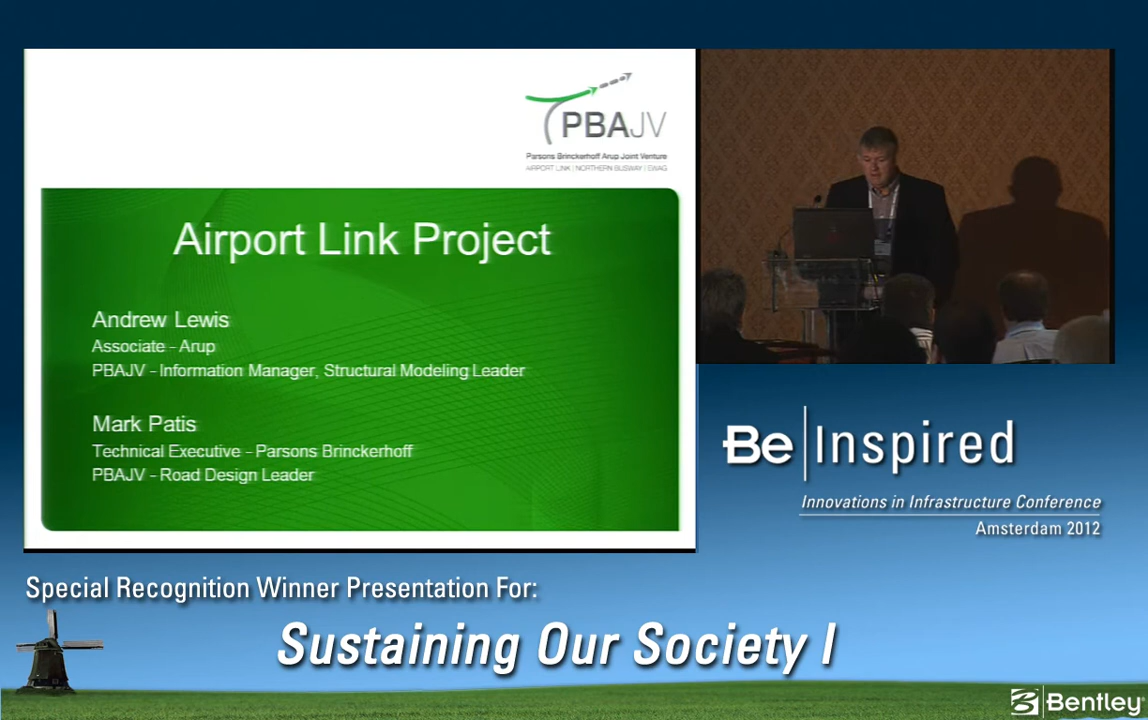 PBAJV
Parsons Brinckerhoff Arup Joint Venture
AIRPORT LINK | NORTHERN BUSWAY | EWAG
Airport Link Project
Andrew Lewis
Associate - Arup
PBAJV - Information Manager, Structural Modeling Leader
Mark Patis
Technical Executive - Parsons Brinckerhoff
PBAJV - Road Design Leader
Be Inspired
Innovations in Infrastructure Conference
Amsterdam 2012
Special Recognition Winner Presentation For:
Sustaining Our Society I
Bentley